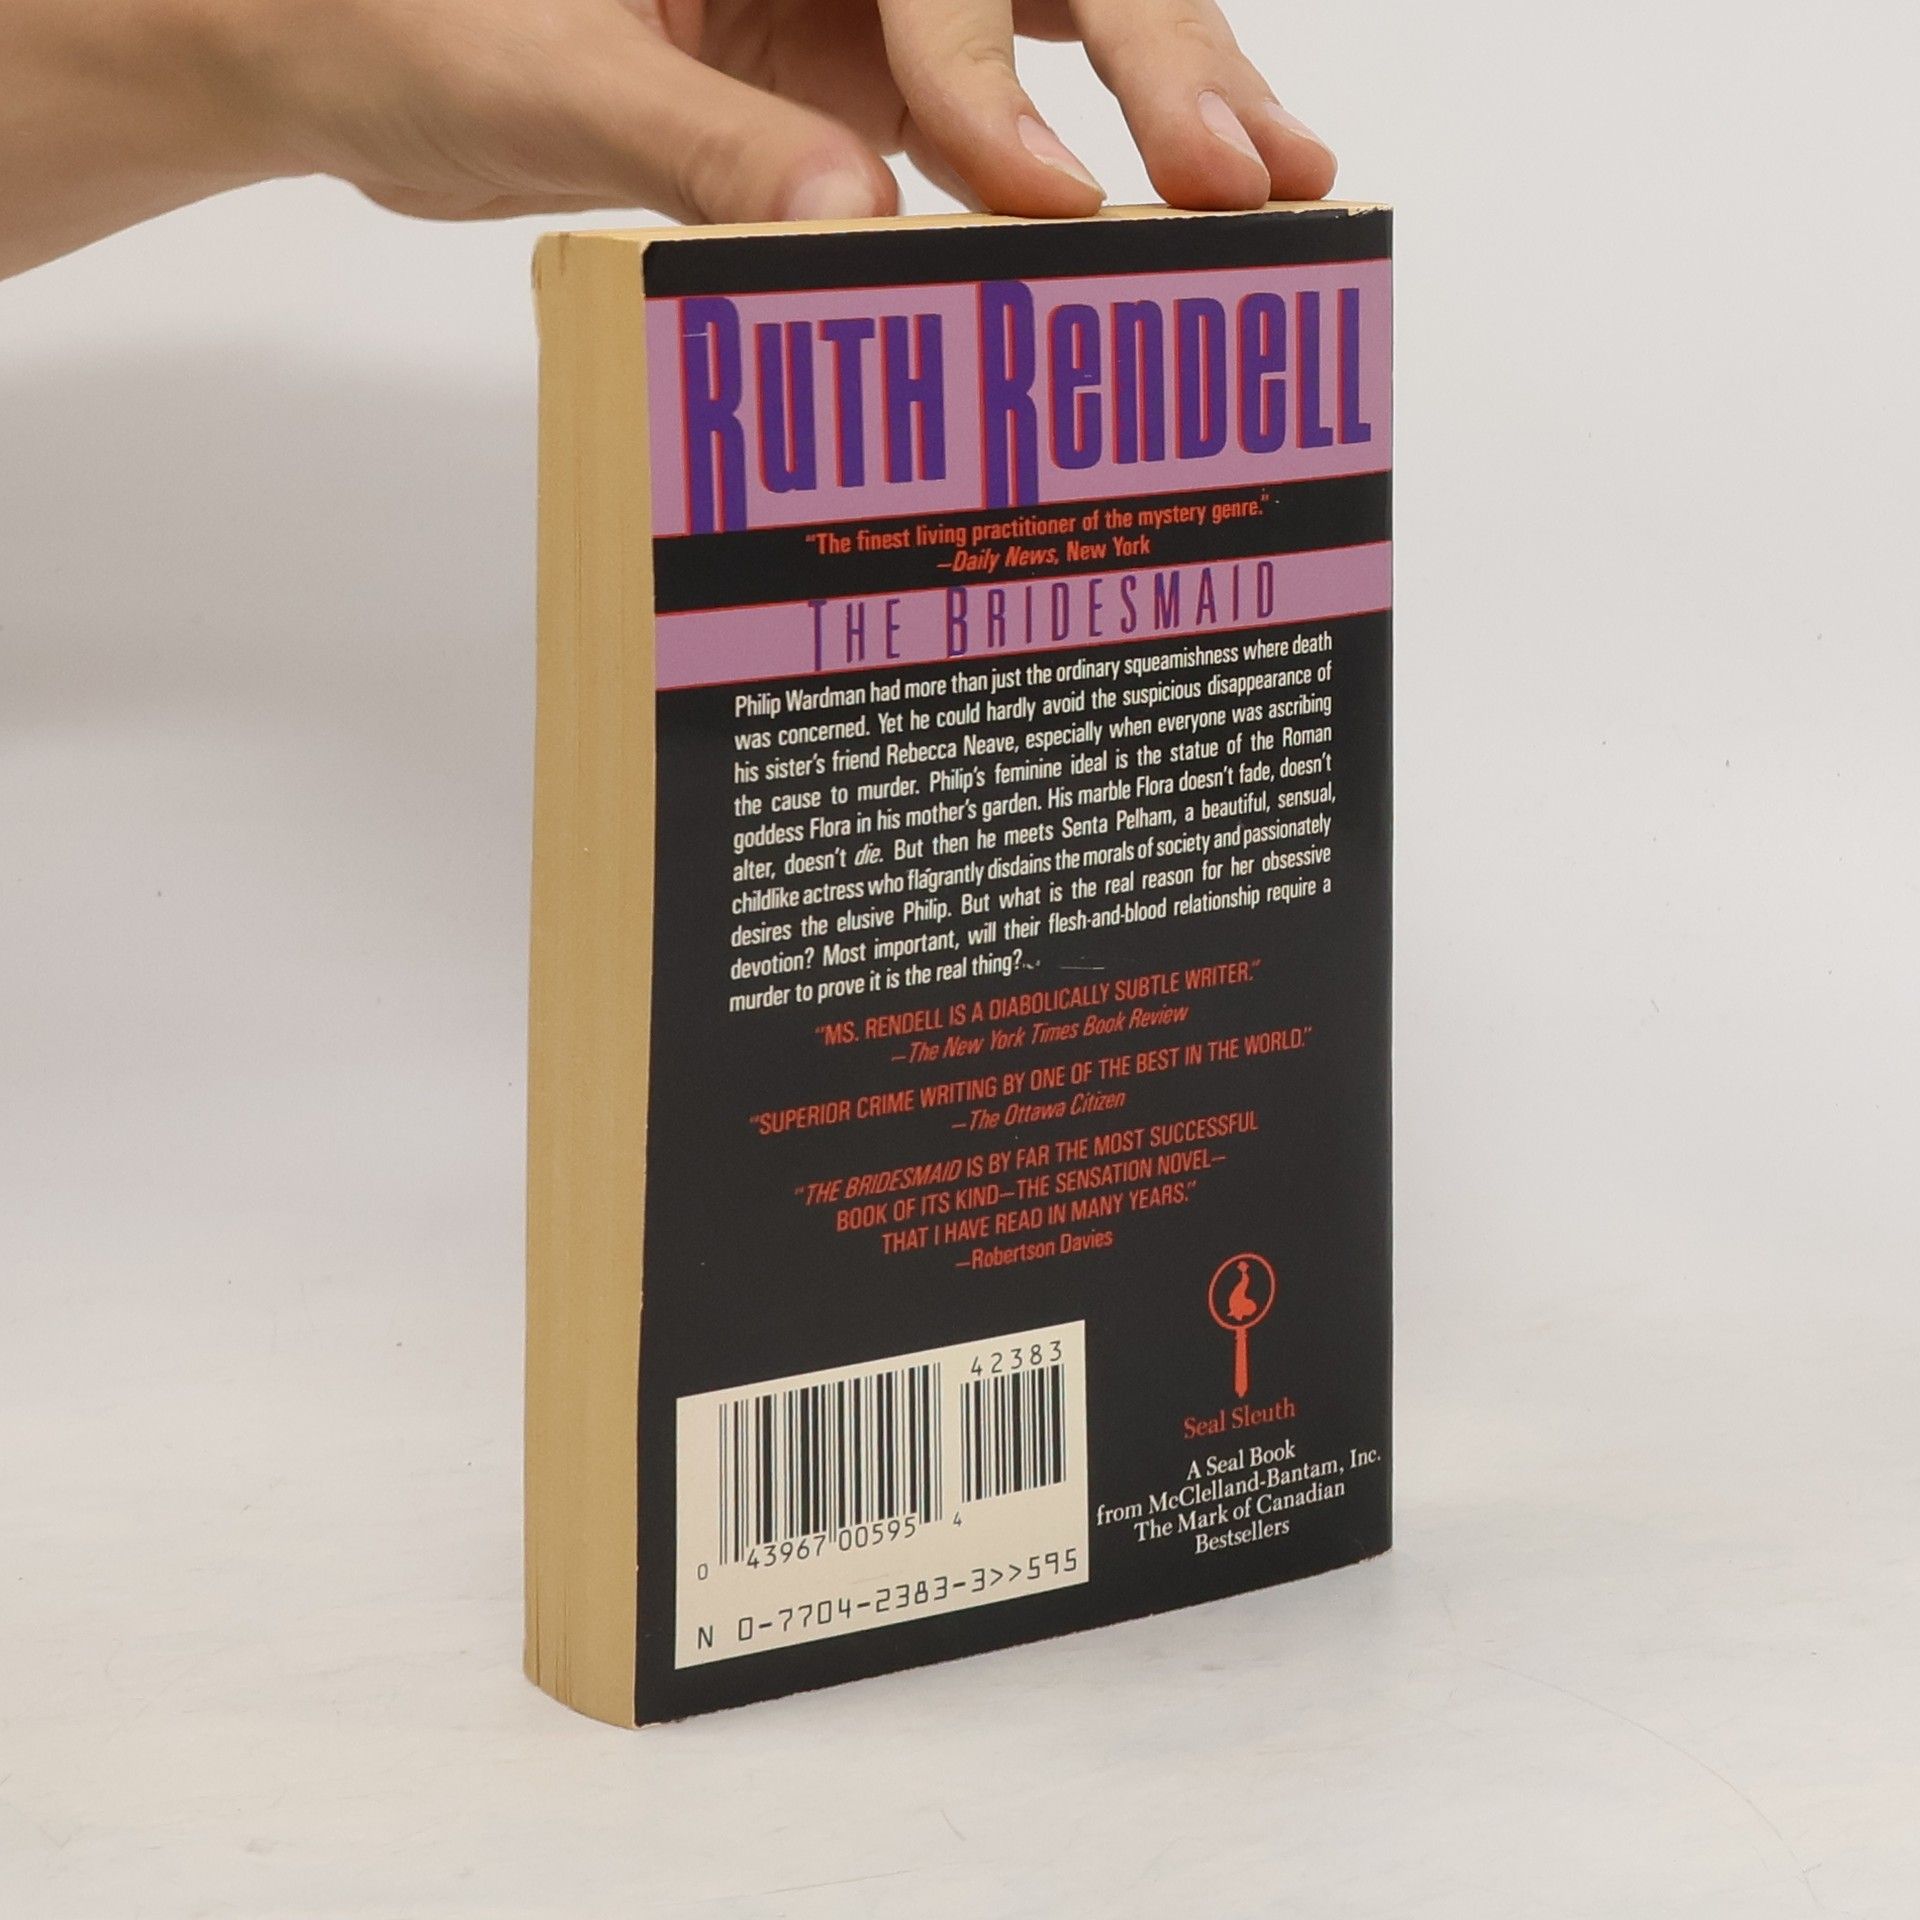 RUTH RENDELL
"The finest living practitioner of the mystery genre."
—Daily News, New York
THE BRIDESMAID
Philip Wardman had more than just the ordinary squeamishness where death
was concerned. Yet he could hardly avoid the suspicious disappearance of
his sister's friend Rebecca Neave, especially when everyone was ascribing
the cause to murder. Philip's feminine ideal is the statue of the Roman
goddess Flora in his mother's garden. His marble Flora doesn't fade, doesn't
alter, doesn't die. But then he meets Senta Pelham, a beautiful, sensual,
childlike actress who flagrantly disdains the morals of society and passionately
desires the elusive Philip. But what is the real reason for her obsessive
devotion? Most important, will their flesh-and-blood relationship require a
murder to prove it is the real thing?
"MS. RENDELL IS A DIABOLICALLY SUBTLE WRITER."
—The New York Times Book Review
"SUPERIOR CRIME WRITING BY ONE OF THE BEST IN THE WORLD."
—The Ottawa Citizen
"THE BRIDESMAID IS BY FAR THE MOST SUCCESSFUL
BOOK OF ITS KIND—THE SENSATION NOVEL—
THAT I HAVE READ IN MANY YEARS."
—Robertson Davies
Seal Sleuth
A Seal Book
from McClelland-Bantam, Inc.
The Mark of Canadian
Bestsellers
42383
0 43967 00595 4
N 0-7704-2383-3>>595